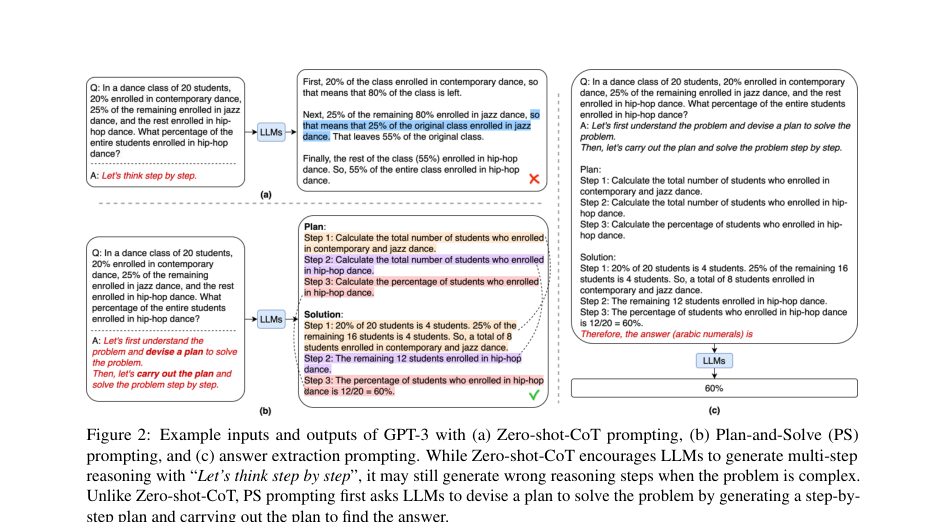 Q: In a dance class of 20 students,
20% enrolled in contemporary dance,
25% of the remaining enrolled in jazz
dance, and the rest enrolled in hip-
hop dance. What percentage of the
entire students enrolled in hip-hop
dance?
A: Let's think step by step.
LLMs
First, 20% of the class enrolled in contemporary dance, so
that means that 80% of the class is left.
Next, 25% of the remaining 80% enrolled in jazz dance, so
that means that 25% of the original class enrolled in jazz
dance. That leaves 55% of the original class.
Finally, the rest of the class (55%) enrolled in hip-hop
dance. So, 55% of the entire class enrolled in hip-hop
dance.
(a)
Q: In a dance class of 20 students,
20% enrolled in contemporary
dance, 25% of the remaining
enrolled in jazz dance, and the rest
enrolled in hip-hop dance. What
percentage of the entire students
enrolled in hip-hop dance?
A: Let's first understand the
problem and devise a plan to solve
the problem.
Then, let's carry out the plan and
solve the problem step by step.
LLMs
Plan:
Step 1: Calculate the total number of students who enrolled
in contemporary and jazz dance.
Step 2: Calculate the total number of students who enrolled
in hip-hop dance.
Step 3: Calculate the percentage of students who enrolled
in hip-hop dance.
Solution:
Step 1: 20% of 20 students is 4 students. 25% of the
remaining 16 students is 4 students. So, a total of 8
students enrolled in contemporary and jazz dance.
Step 2: The remaining 12 students enrolled in hip-hop
dance.
Step 3: The percentage of students who enrolled in hip-hop
dance is 12/20 = 60%.
(b)
Q: In a dance class of 20 students, 20% enrolled in contemporary
dance, 25% of the remaining enrolled in jazz dance, and the rest
enrolled in hip-hop dance. What percentage of the entire students
enrolled in hip-hop dance?
A: Let's first understand the problem and devise a plan to solve the
problem.
Then, let's carry out the plan and solve the problem step by step.
Plan:
Step 1: Calculate the total number of students who enrolled in
contemporary and jazz dance.
Step 2: Calculate the total number of students who enrolled in hip-
hop dance.
Step 3: Calculate the percentage of students who enrolled in hip-
hop dance.
Solution:
Step 1: 20% of 20 students is 4 students. 25% of the remaining 16
students is 4 students. So, a total of 8 students enrolled in
contemporary and jazz dance.
Step 2: The remaining 12 students enrolled in hip-hop dance.
Step 3: The percentage of students who enrolled in hip-hop dance
is 12/20 = 60%.
Therefore, the answer (arabic numerals) is
LLMs
60%
(c)
Figure 2: Example inputs and outputs of GPT-3 with (a) Zero-shot-CoT prompting, (b) Plan-and-Solve (PS)
prompting, and (c) answer extraction prompting. While Zero-shot-CoT encourages LLMs to generate multi-step
reasoning with “Let’s think step by step”, it may still generate wrong reasoning steps when the problem is complex.
Unlike Zero-shot-CoT, PS prompting first asks LLMs to devise a plan to solve the problem by generating a step-by-
step plan and carrying out the plan to find the answer.